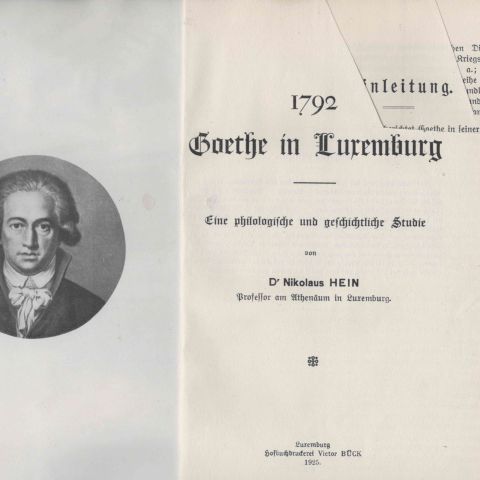 Einleitung.
1792
Goethe in Luxemburg
Eine philologische und geschichtliche Studie
von
Dr Nikolaus HEIN
Professor am Athenäum in Luxemburg.
Luxemburg
Hofbuchdruckerei Victor BÜCK
1925.